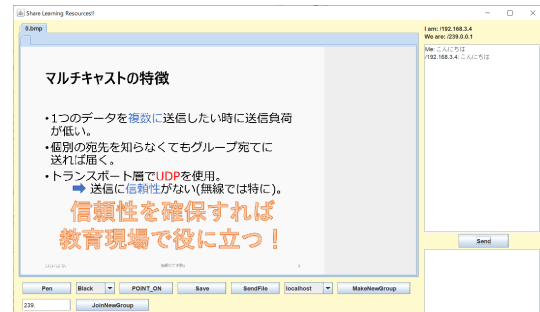 Share Learning Resources!!
0.bmp
マルチキャストの特徴
•1つのデータを複数に送信したい時に送信負荷
が低い。
•個別の宛先を知らなくてもグループ宛てに
送れば届く。
•トランスポート層でUDPを使用。
➡ 送信に信頼性がない(無線では特に)。
信頼性を確保すれば
教育現場で役に立つ！
Pen
Black
POINT_ON
Save
SendFile
localhost
MakeNewGroup
239.
JoinNewGroup
I am: /192.168.3.4
We are: /239.0.0.1
Me: こんにちは
/192.168.3.4: こんにちは
Send